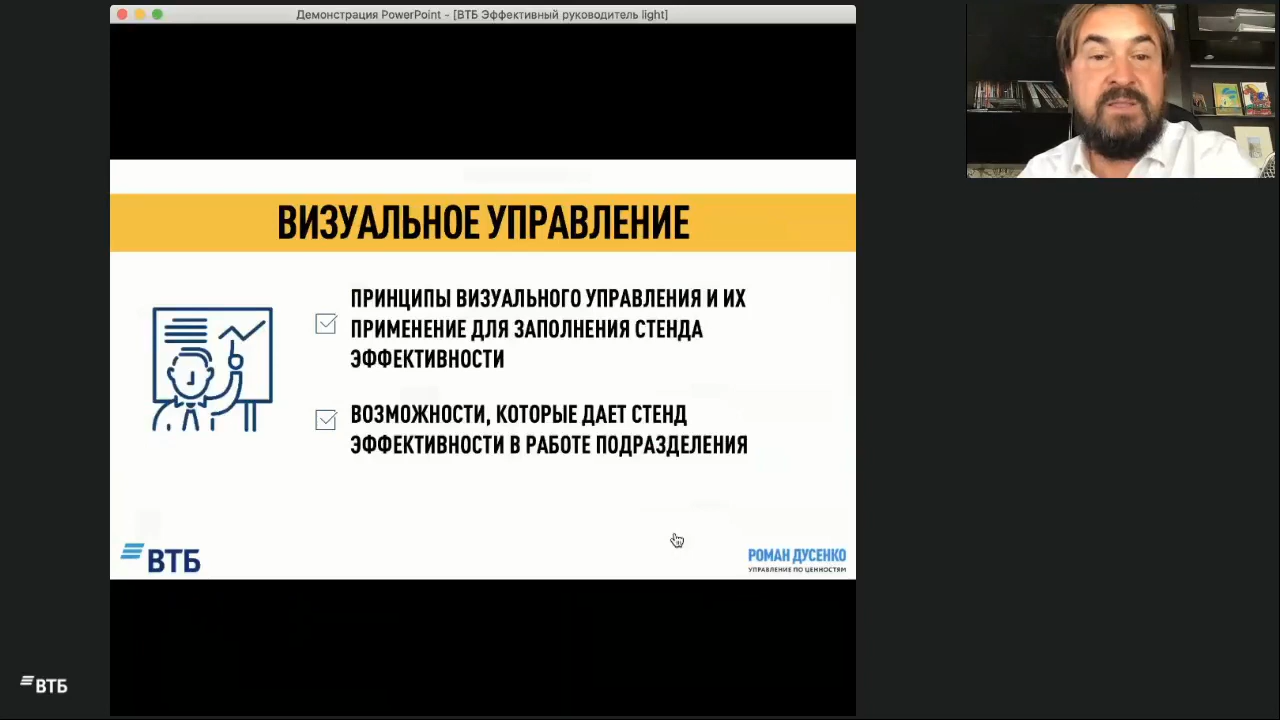 Демонстрация PowerPoint - [ВТБ Эффективный руководитель light]
ВИЗУАЛЬНОЕ УПРАВЛЕНИЕ
ПРИНЦИПЫ ВИЗУАЛЬНОГО УПРАВЛЕНИЯ И ИХ
ПРИМЕНЕНИЕ ДЛЯ ЗАПОЛНЕНИЯ СТЕНДА
ЭФФЕКТИВНОСТИ
ВОЗМОЖНОСТИ, КОТОРЫЕ ДАЕТ СТЕНД
ЭФФЕКТИВНОСТИ В РАБОТЕ ПОДРАЗДЕЛЕНИЯ
ВТБ
РОМАН ДУСЕНКО
УПРАВЛЕНИЕ ПО ЦЕННОСТЯМ
ВТБ